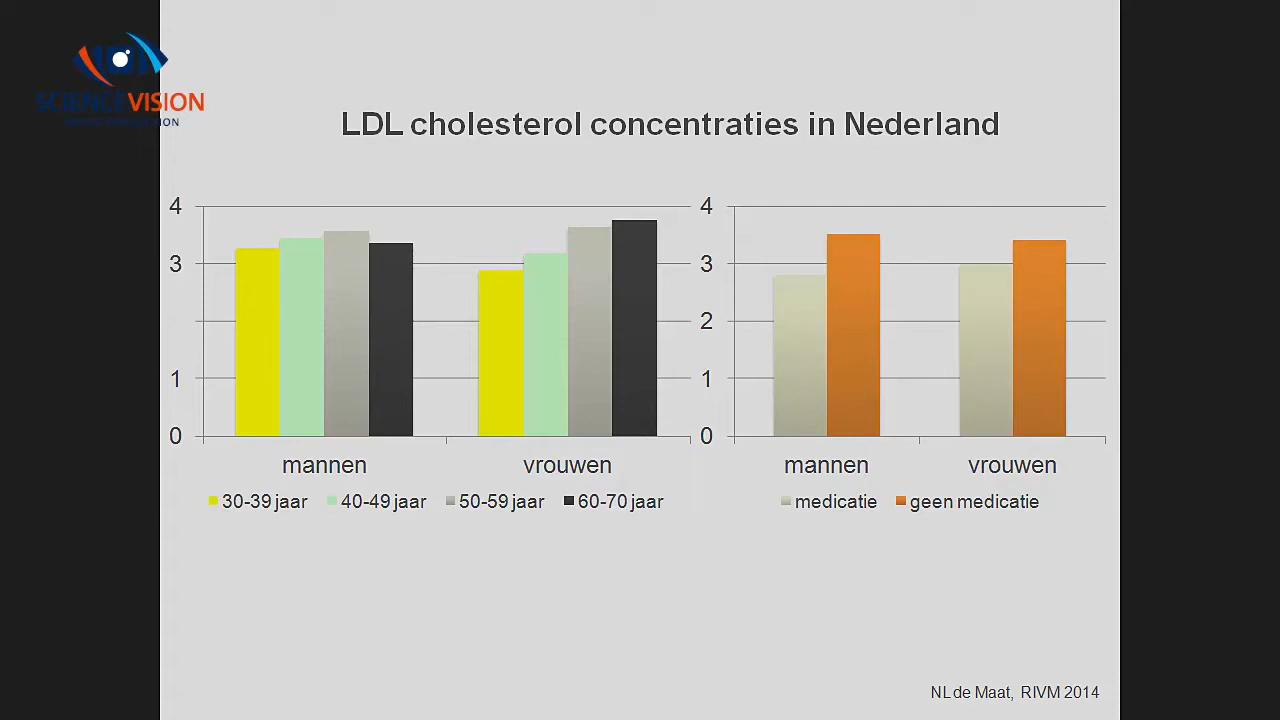 SCIENCEVISION
LDL cholesterol concentraties in Nederland
4
3
1
0
mannen
vrouwen
30-39 jaar
40-49 jaar
50-59 jaar
60-70 jaar
4
3
2
1
0
mannen
vrouwen
medicatie
geen medicatie
NL de Maat, RIVM 2014